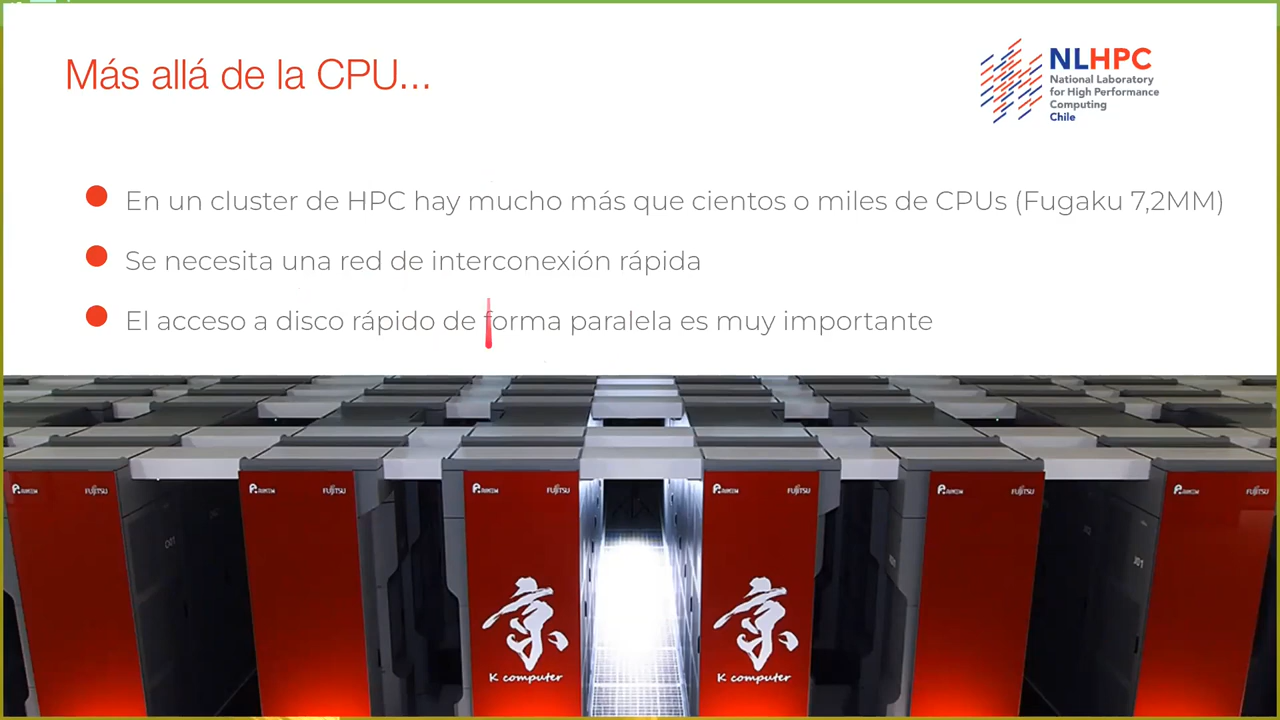 Más allá de la CPU...
NLHPC
National Laboratory
for High Performance
Computing
Chile
En un cluster de HPC hay mucho más que cientos o miles de CPUs (Fugaku 7,2MM)
Se necesita una red de interconexión rápida
El acceso a disco rápido de forma paralela es muy importante
FUJITSU
FUJITSU
FUJITSU
FUJITSU
FUJITSU
FUJITSU
京
京
K computer
K computer